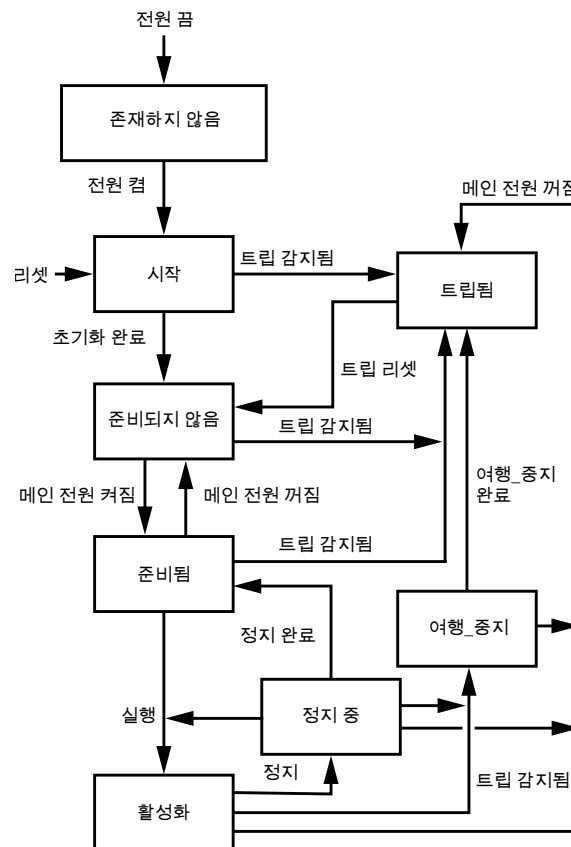 전원 끔
존재하지 않음
전원 켬
메인 전원 꺼짐
시작
트립 감지됨
트립됨
리셋
초기화 완료
트립 리셋
준비되지 않음
트립 감지됨
여행_중지
완료
메인 전원 켜짐
메인 전원 꺼짐
트립 감지됨
준비됨
정지 완료
여행_중지
실행
정지 중
정지
트립 감지됨
활성화